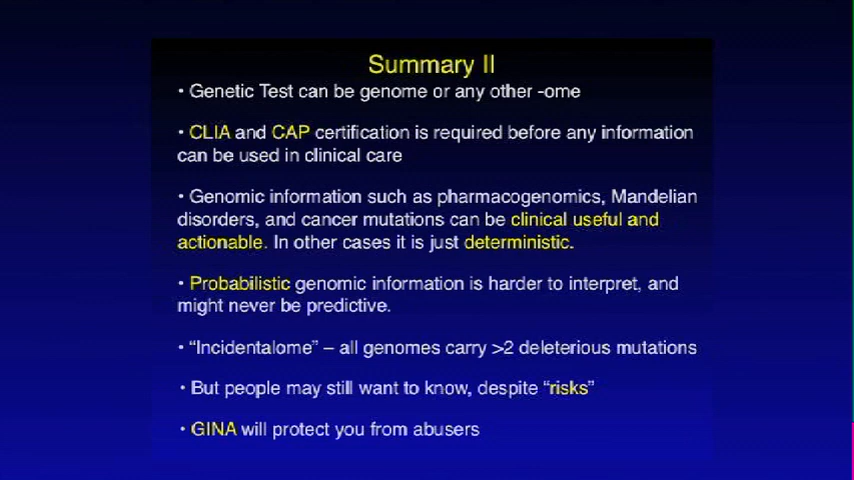 Summary II
• Genetic Test can be genome or any other -ome
• CLIA and CAP certification is required before any information
can be used in clinical care
• Genomic information such as pharmacogenomics, Mandelian
disorders, and cancer mutations can be clinical useful and
actionable. In other cases it is just deterministic.
• Probabilistic genomic information is harder to interpret, and
might never be predictive.
• “Incidentalome” – all genomes carry >2 deleterious mutations
• But people may still want to know, despite “risks”
• GINA will protect you from abusers